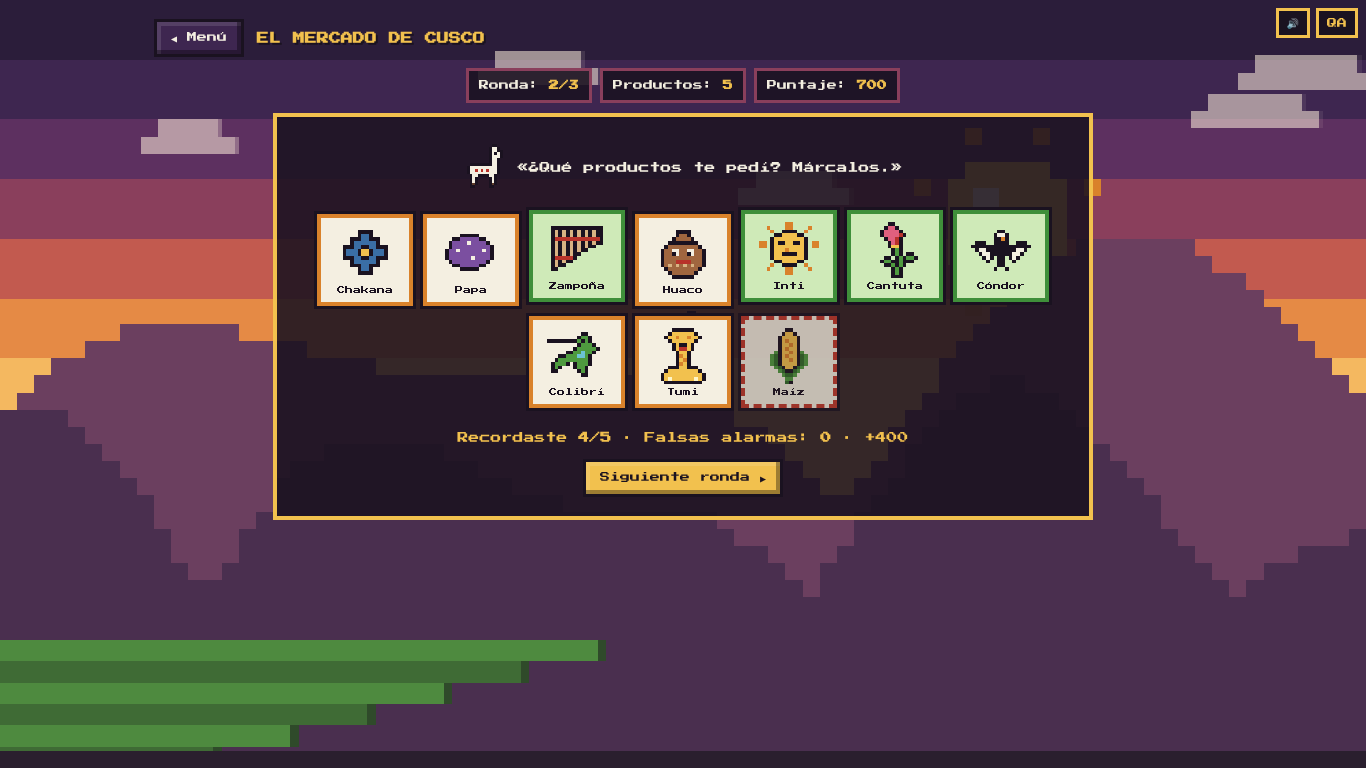 ◂ Menú
EL MERCADO DE CUSCO
🔊
QA
Ronda: 2/3
Productos: 5
Puntaje: 700
«¿Qué productos te pedí? Márcalos.»
Chakana
Papa
Zampoña
Huaco
Inti
Cantuta
Cóndor
Colibrí
Tumi
Maíz
Recordaste 4/5 · Falsas alarmas: 0 · +400
Siguiente ronda ▸